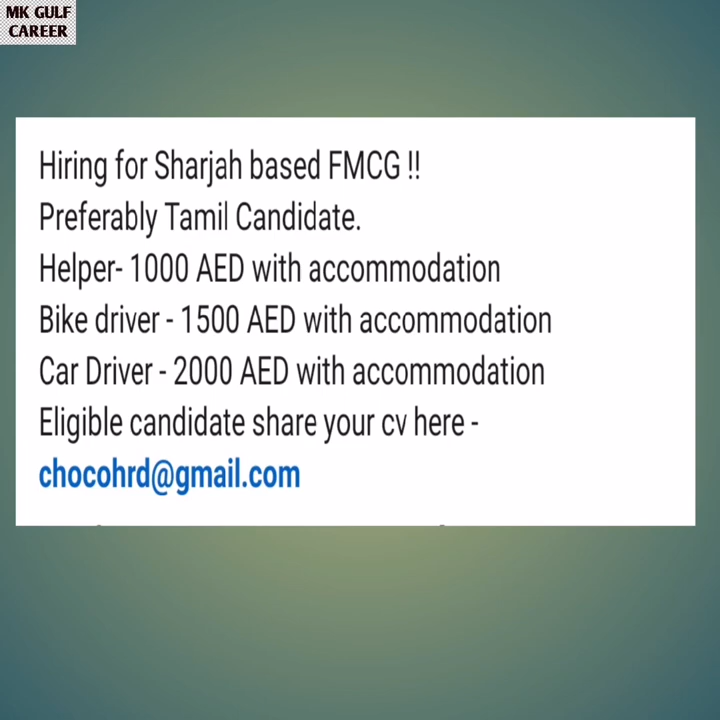 MK GULF
CAREER
Hiring for Sharjah based FMCG !!
Preferably Tamil Candidate.
Helper- 1000 AED with accommodation
Bike driver - 1500 AED with accommodation
Car Driver - 2000 AED with accommodation
Eligible candidate share your cv here -
chocohrd@gmail.com